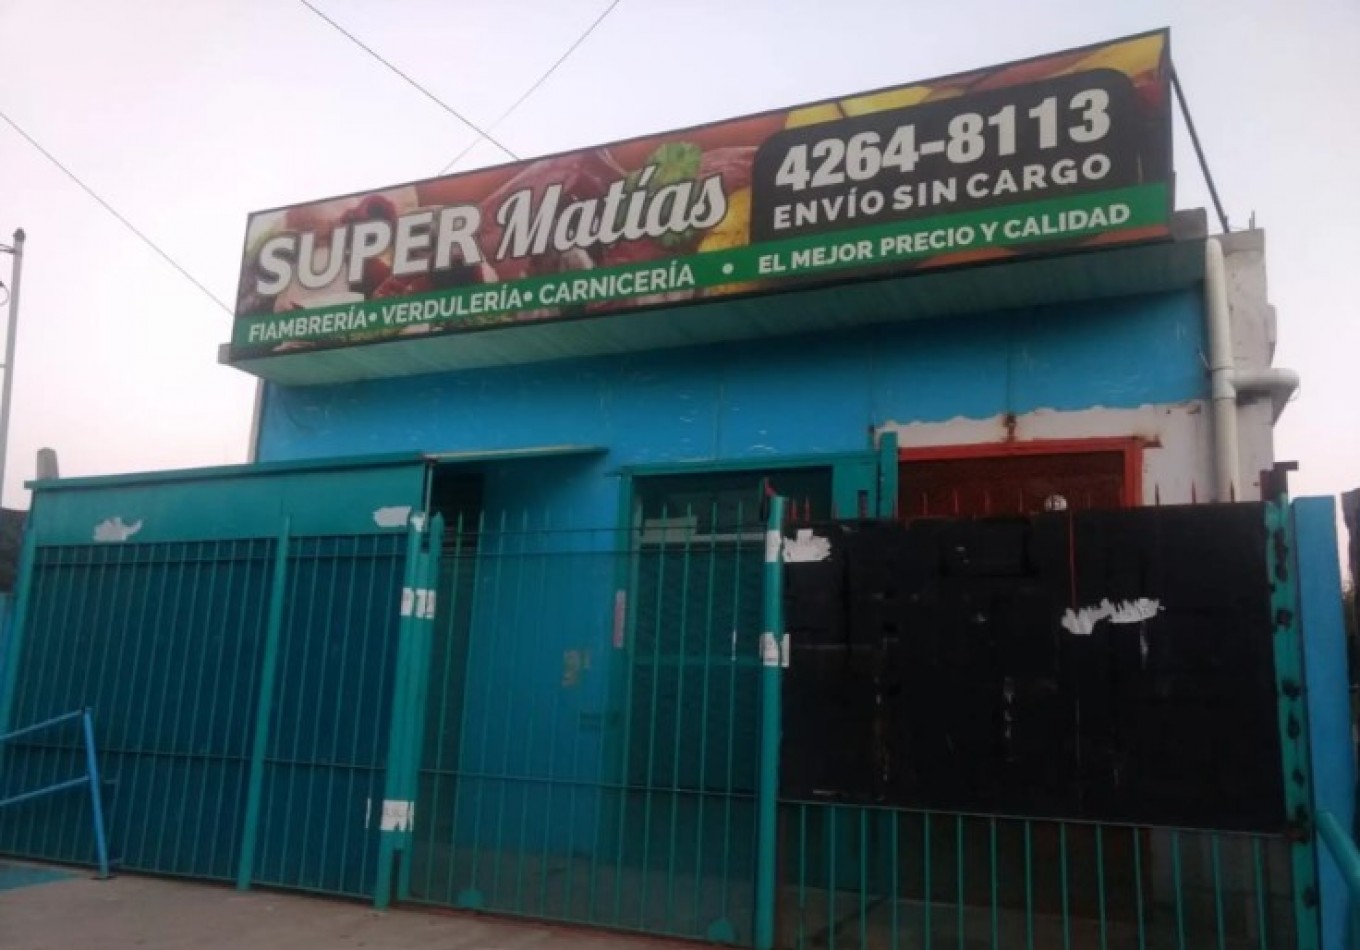 SUPER Matías
4264-8113
ENVÍO SIN CARGO
FIAMBRERÍA • VERDULERÍA • CARNICERÍA • EL MEJOR PRECIO Y CALIDAD